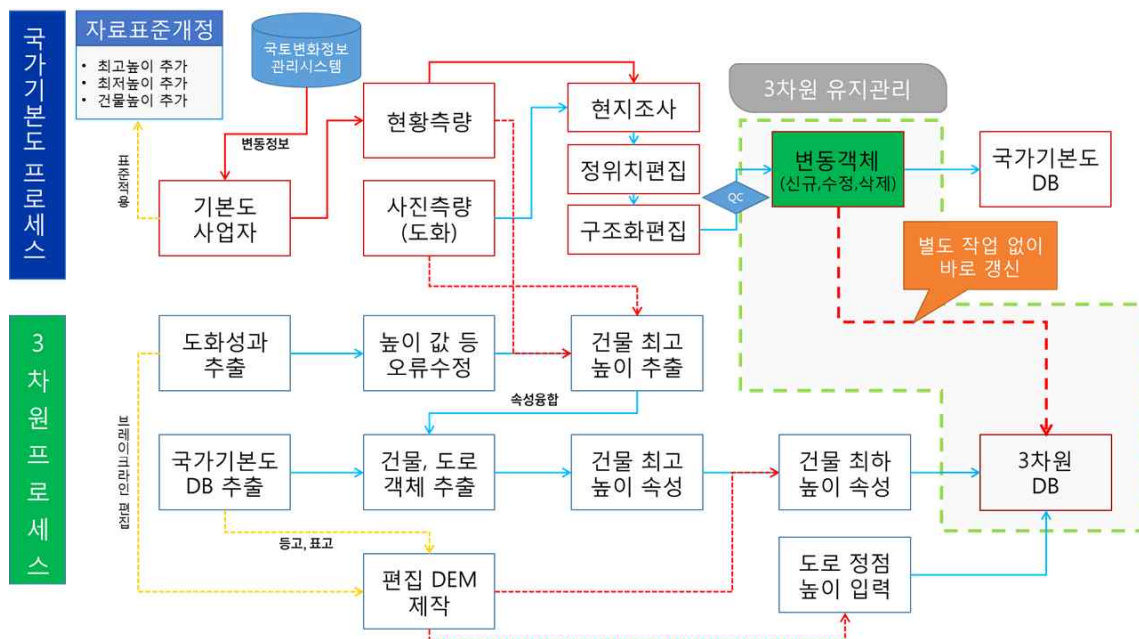 국가기본도 프로세스
자료표준개정
• 최고높이 추가
• 최저높이 추가
• 건물높이 추가
국토변화정보
관리시스템
표준적용
변동정보
기본도
사업자
현황측량
사진측량
(도화)
현지조사
정위치편집
구조화편집
QC
3차원 유지관리
변동객체
(신규,수정,삭제)
국가기본도
DB
별도 작업 없이
바로 갱신
3차원프로세스
도화성과
추출
높이 값 등
오류수정
건물 최고
높이 추출
속성융합
브레이크라인 편집
국가기본도
DB 추출
건물, 도로
객체 추출
건물 최고
높이 속성
건물 최하
높이 속성
3차원
DB
등고, 표고
편집 DEM
제작
도로 정점
높이 입력